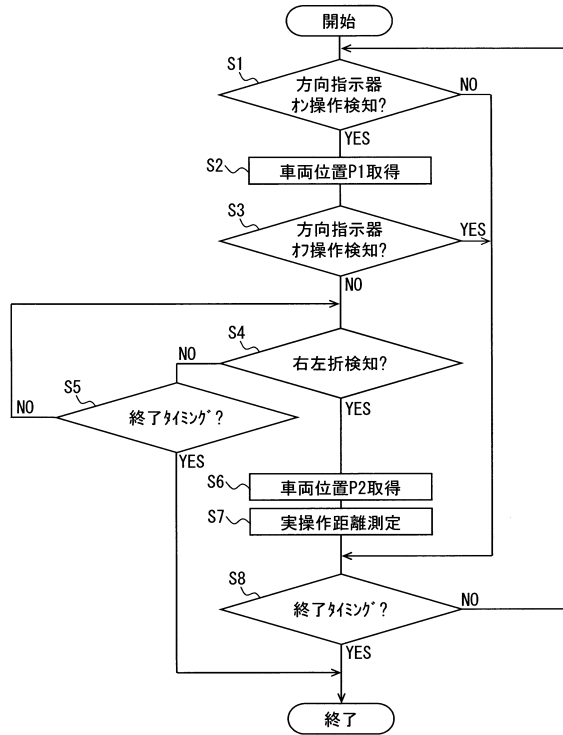 開始
S1
方向指示器
ｵﾝ操作検知?
NO
YES
S2
車両位置P1取得
S3
方向指示器
ｵﾌ操作検知?
YES
NO
S4
右左折検知?
NO
YES
S5
終了ﾀｲﾐﾝｸﾞ?
NO
YES
S6
車両位置P2取得
S7
実操作距離測定
S8
終了ﾀｲﾐﾝｸﾞ?
NO
YES
終了